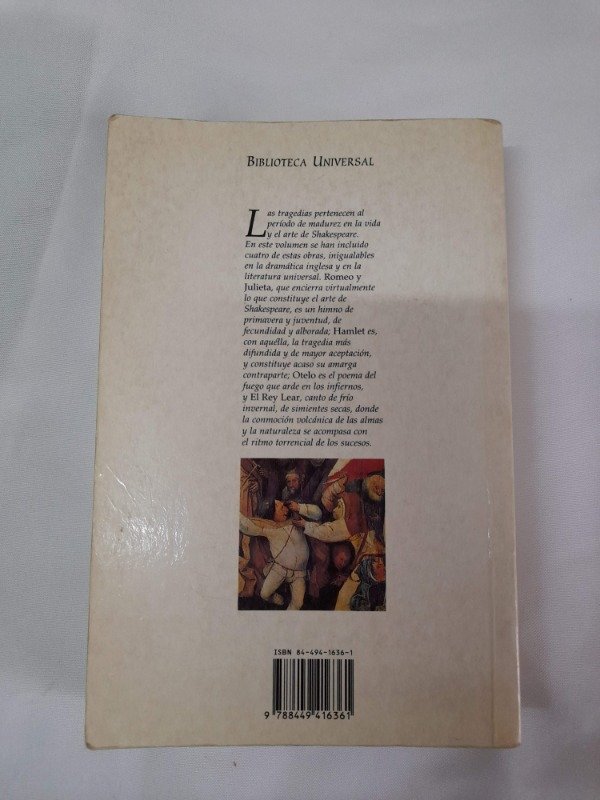 BIBLIOTECA UNIVERSAL
Las tragedias pertenecen al
período de madurez en la vida
y el arte de Shakespeare.
En este volumen se han incluido
cuatro de estas obras, inigualables
en la dramática inglesa y en la
literatura universal. Romeo y
Julieta, que encierra virtualmente
lo que constituye el arte de
Shakespeare, es un himno de
primavera y juventud, de
fecundidad y alborada; Hamlet es,
con aquélla, la tragedia más
difundida y de mayor aceptación,
y constituye acaso su amarga
contraparte; Otelo es el poema del
fuego que arde en los infiernos,
y El Rey Lear, canto de frío
invernal, de simientes secas, donde
la conmoción volcánica de las almas
y la naturaleza se acompasa con
el ritmo torrencial de los sucesos.
ISBN 84-494-1636-1
9 788449 416361